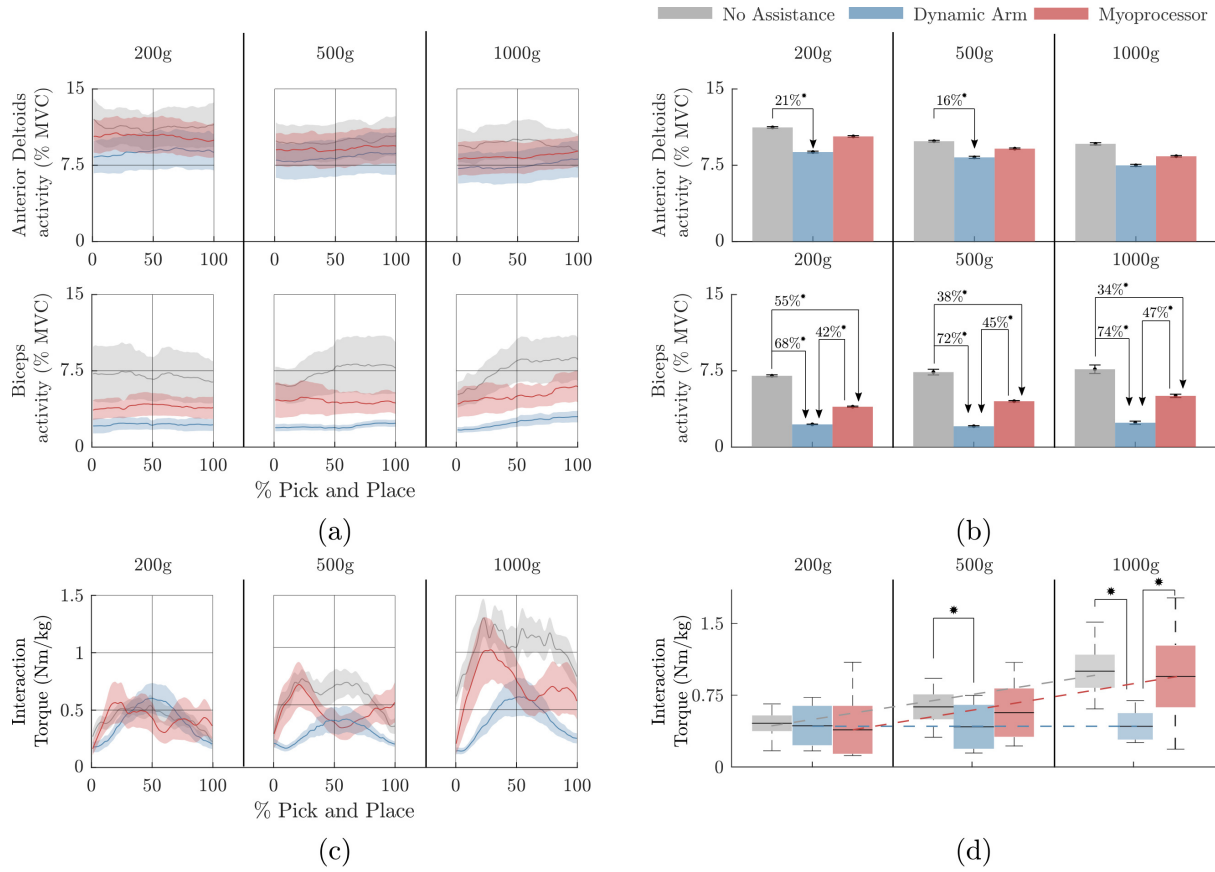 No Assistance Dynamic Arm Myoprocessor
200g 500g 1000g
Anterior Deltoids
activity (% MVC)
15
7.5
0
0 50 100 0 50 100 0 50 100
Biceps
activity (% MVC)
15
7.5
0
0 50 100 0 50 100 0 50 100
% Pick and Place
(a)
200g 500g 1000g
Anterior Deltoids
activity (% MVC)
15
7.5
0
21%* 16%*
200g 500g 1000g
Biceps
activity (% MVC)
15
7.5
0
55%* 38%* 34%*
68%* 42%* 72%* 45%* 74%* 47%*
(b)
200g 500g 1000g
Interaction
Torque (Nm/kg)
1.5
1
0.5
0
0 50 100 0 50 100 0 50 100
% Pick and Place
(c)
200g 500g 1000g
Interaction
Torque (Nm/kg)
1.5
0.75
0
* * *
(d)